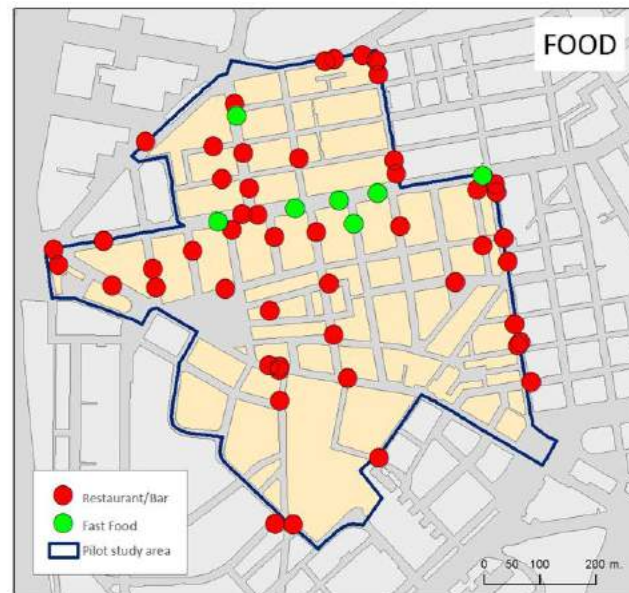 FOOD
Restaurant/Bar
Fast Food
Pilot study area
0 50 100 200 m.